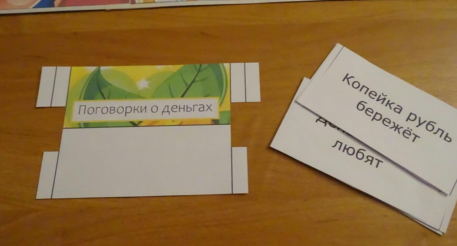 Поговорки о деньгах
Копейка рубль
бережёт
любят